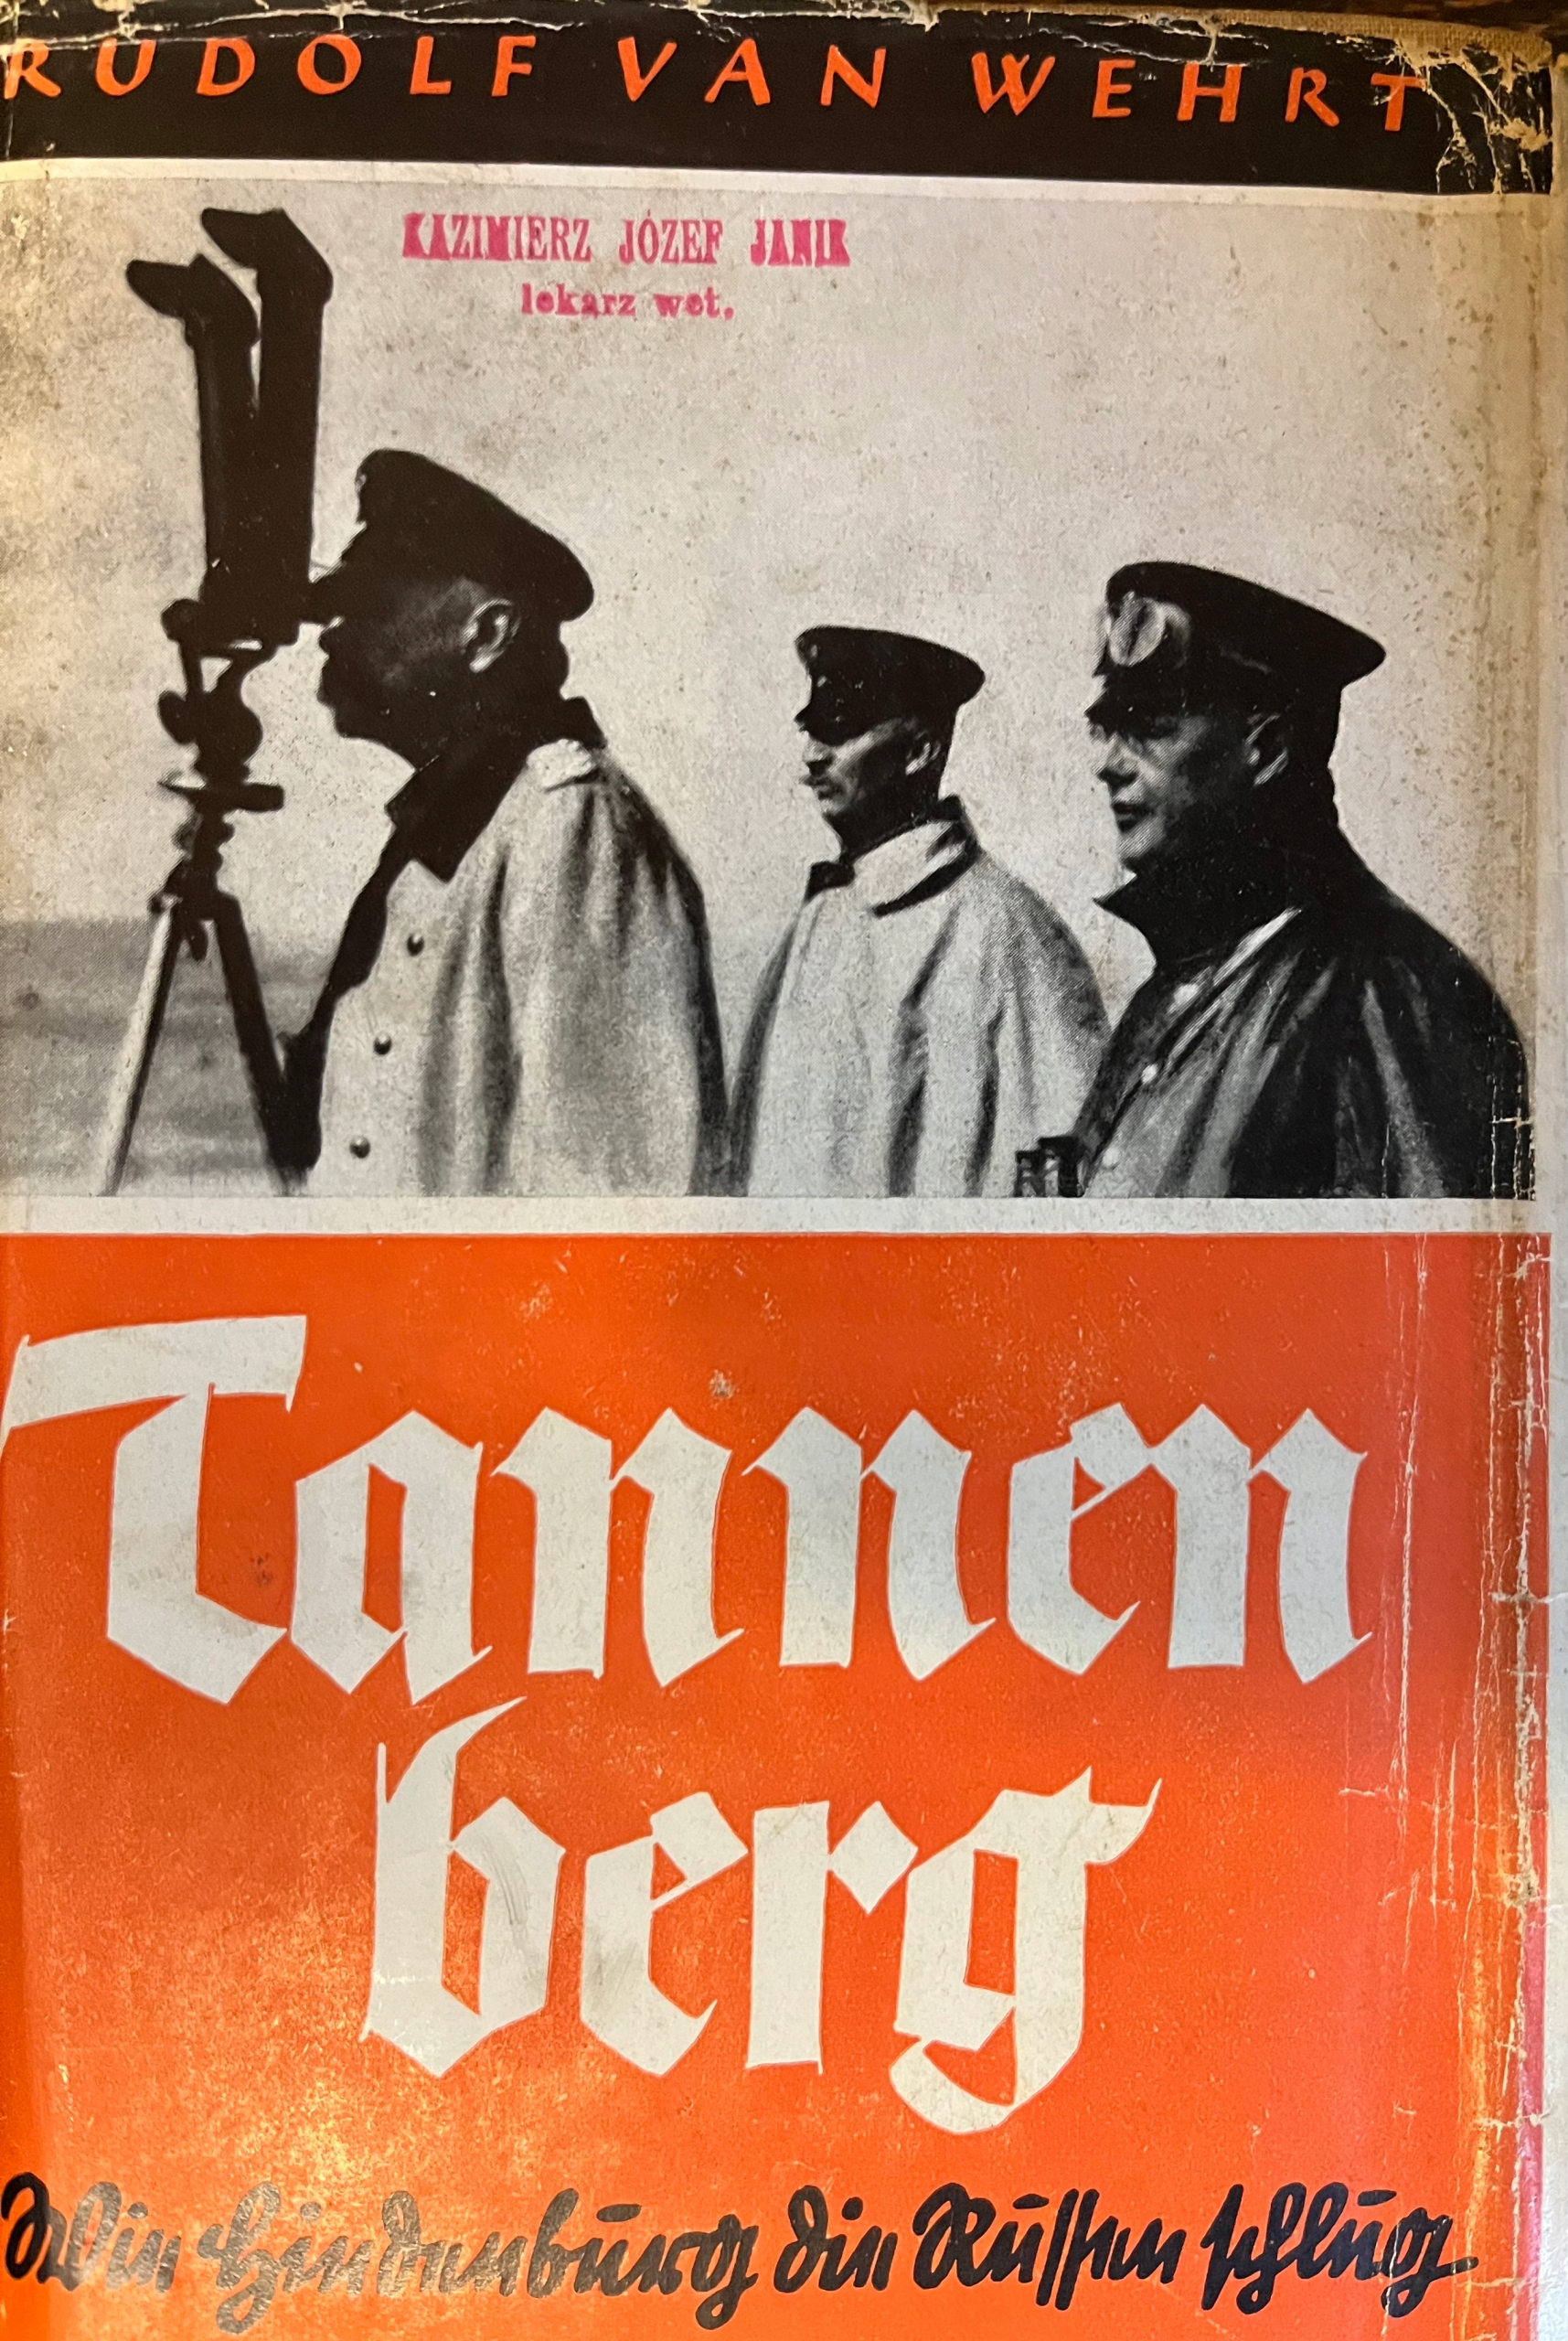 RUDOLF VAN WEHRT
KAZIMIERZ JÓZEF JANIK
lekarz wet.
Tannen
berg
Wie Hindenburg die Russen schlug